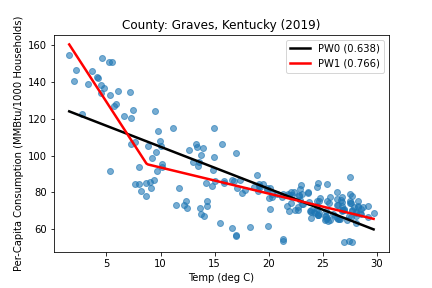 County: Graves, Kentucky (2019)
Per-Capita Consumption (MMBtu/1000 Households)
160
140
120
100
80
60
PW0 (0.638)
PW1 (0.766)
5 10 15 20 25 30
Temp (deg C)